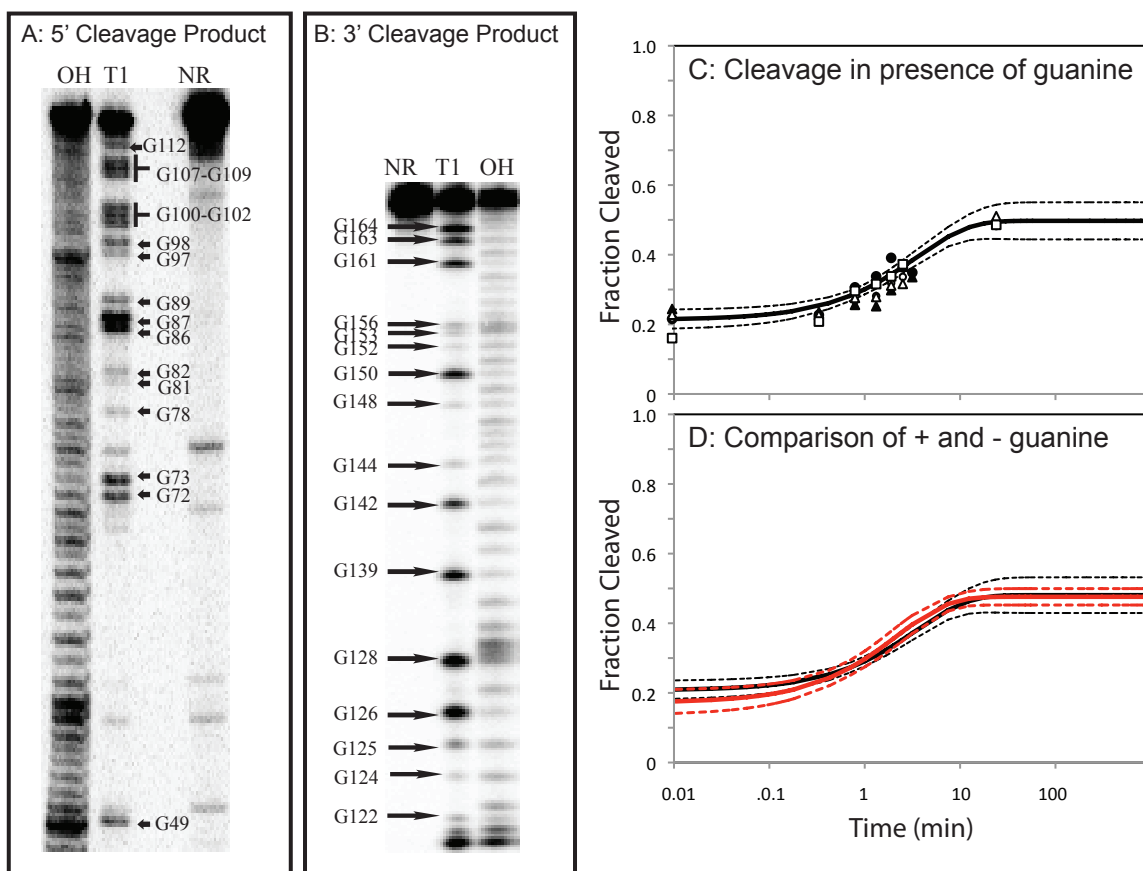 A: 5' Cleavage Product
OH T1 NR
G112
G107-G109
G100-G102
G98
G97
G89
G87
G86
G82
G81
G78
G73
G72
G49
B: 3' Cleavage Product
NR T1 OH
G164
G163
G161
G156
G153
G152
G150
G148
G144
G142
G139
G128
G126
G125
G124
G122
C: Cleavage in presence of guanine
Fraction Cleaved
1.0
0.8
0.6
0.4
0.2
0
D: Comparison of + and - guanine
Fraction Cleaved
1.0
0.8
0.6
0.4
0.2
0
0.01 .0.1 1 10 100
Time (min)